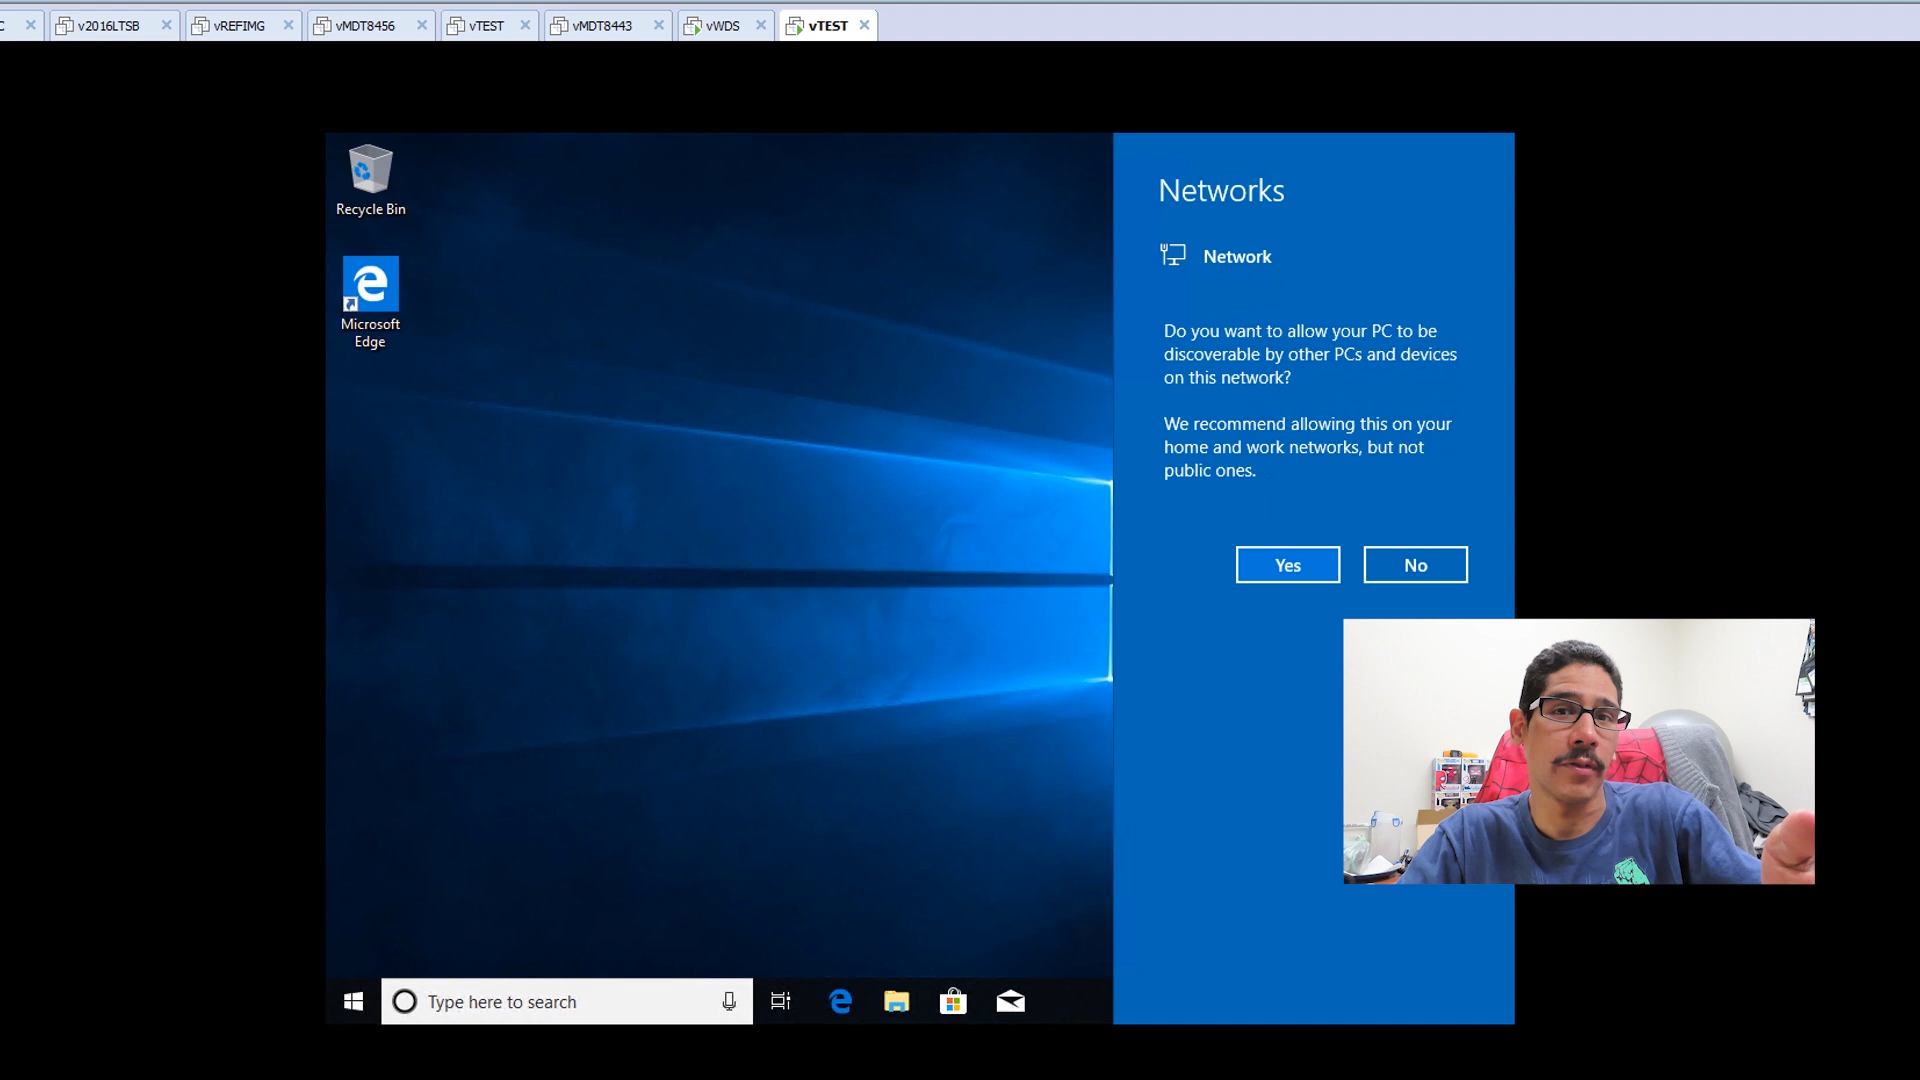 C
v2016LTSB
vREFIMG
vMDT8456
vTEST
vMDT8443
vWDS
vTEST
Recycle Bin
Microsoft
Edge
Networks
Network
Do you want to allow your PC to be
discoverable by other PCs and devices
on this network?
We recommend allowing this on your
home and work networks, but not
public ones.
Yes
No
Type here to search